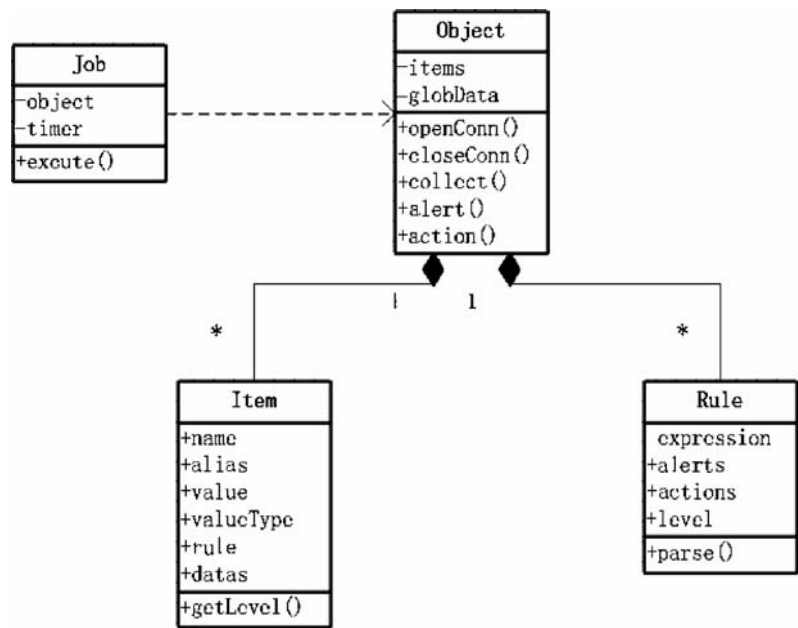 Job
-object
-timer
+excute()
Object
-items
-globData
+openConn()
+closeConn()
+collect()
+alert()
+action()
1
1
*
*
Item
+name
+alias
+value
+valueType
+rule
+datas
+getLevel()
Rule
expression
+alerts
+actions
+level
+parse()